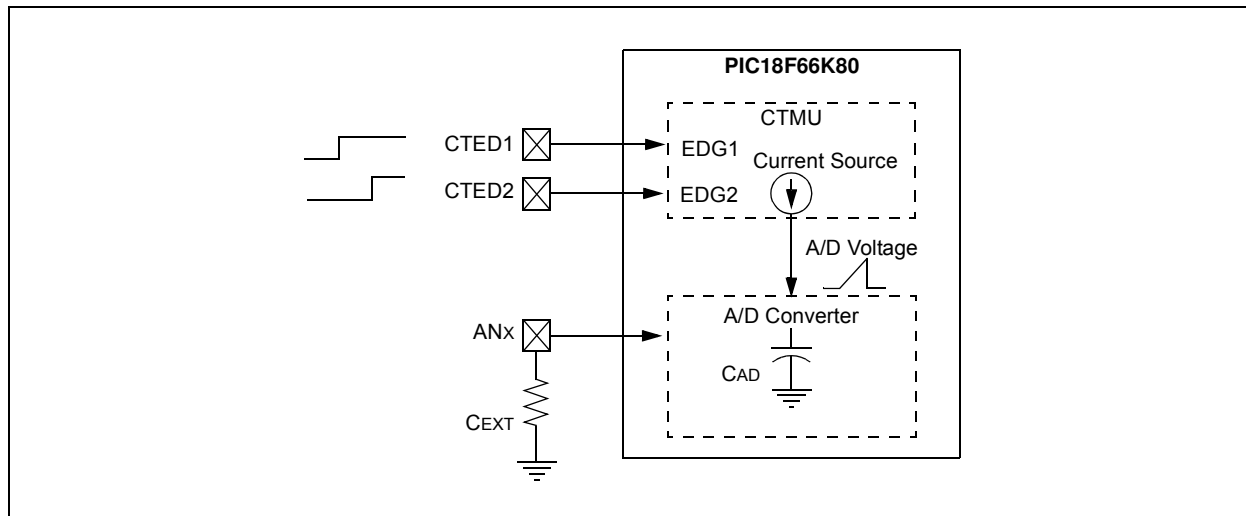 PIC18F66K80
CTMU
CTED1
EDG1
Current Source
CTED2
EDG2
A/D Voltage
A/D Converter
ANX
CAD
CEXT